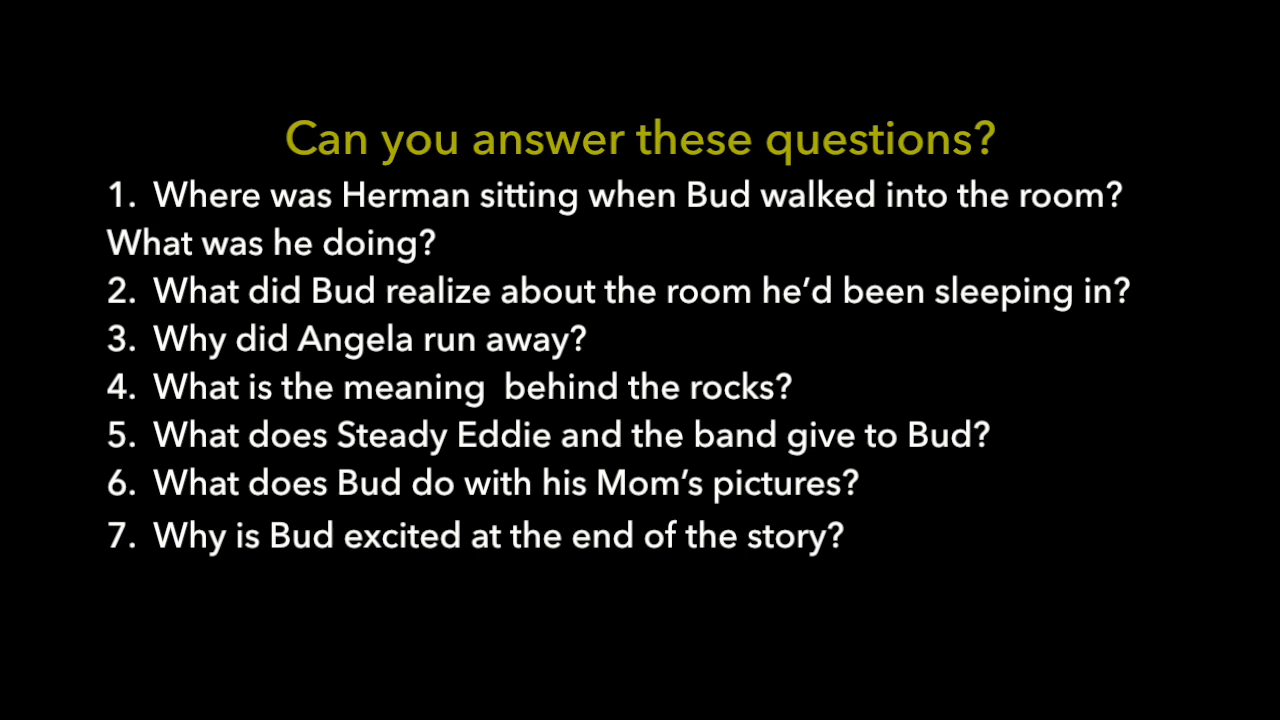 Can you answer these questions?
1. Where was Herman sitting when Bud walked into the room?
What was he doing?
2. What did Bud realize about the room he’d been sleeping in?
3. Why did Angela run away?
4. What is the meaning  behind the rocks?
5. What does Steady Eddie and the band give to Bud?
6. What does Bud do with his Mom’s pictures?
7. Why is Bud excited at the end of the story?